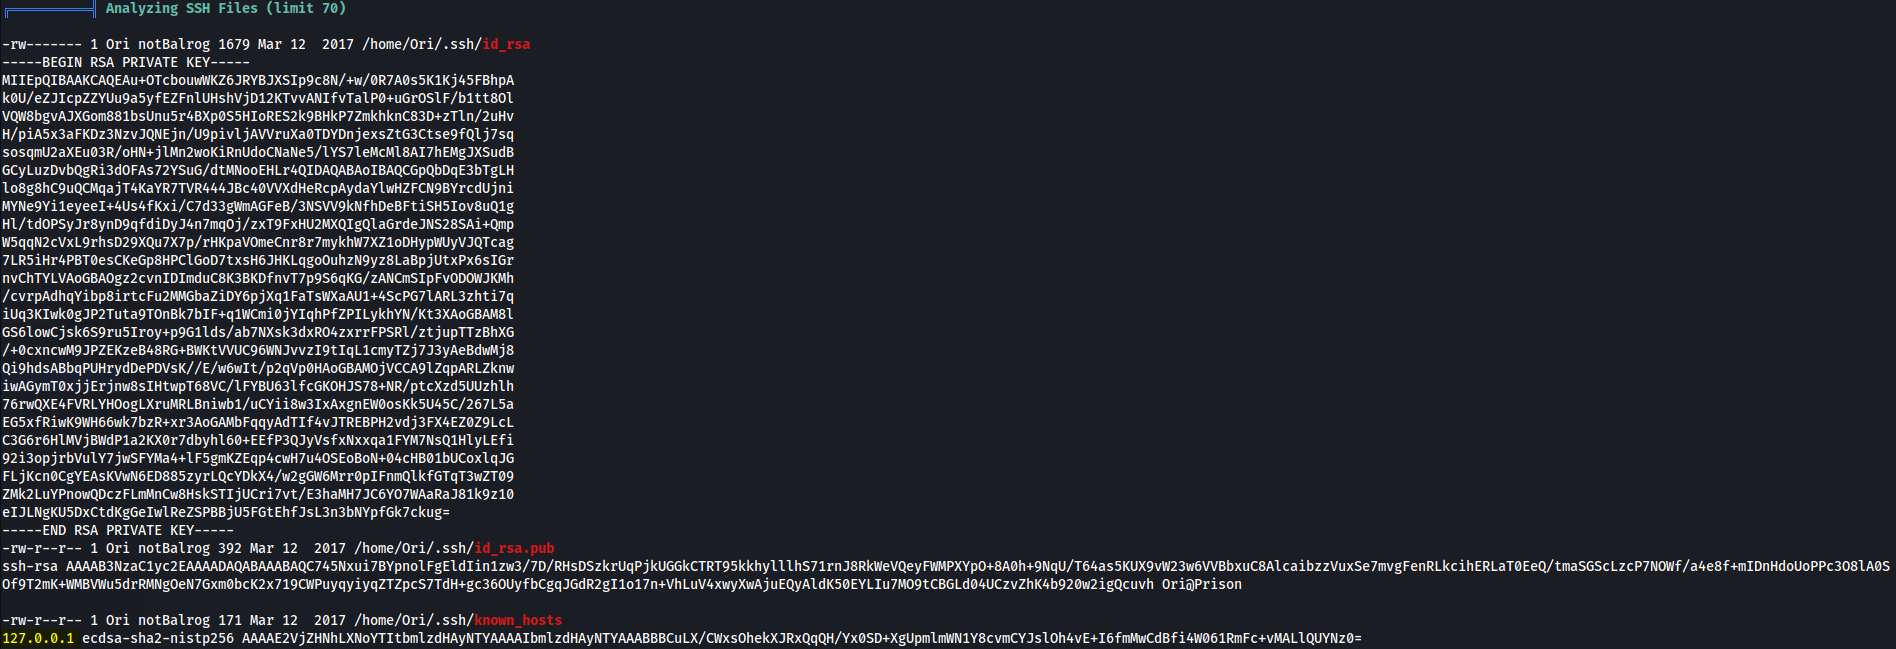 Analyzing SSH Files (limit 70)
-rw------- 1 Ori notBalrog 1679 Mar 12  2017 /home/Ori/.ssh/id_rsa
-----BEGIN RSA PRIVATE KEY-----
MIIEpQIBAAKCAQEAu+OTcbouwWKZ6JRYBJXSIp9c8N/+w/0R7A0s5K1Kj45FBhpA
k0U/eZJIcpZZYUu9a5yfEZFnlUHshVjD12KTvvANIfvTalP0+uGrOSlF/b1tt8Ol
VQW8bgvAJXGom881bsUnu5r4BXp0S5HIoRES2k9BHkP7ZmkhknC83D+zTln/2uHv
H/piA5x3aFKDz3NzvJQNEjn/U9pivljAVVruXa0TDYDnjexsZtG3Ctse9fQlj7sq
sosqmU2aXEu03R/oHN+jlMn2woKiRnUdoCNaNe5/lYS7leMcMl8AI7hEMgJXSudB
GCyLuzDvbQgRi3dOFAs72YSuG/dtMNooEHLr4QIDAQABAoIBAQCGpQbDqE3bTgLH
lo8g8hC9uQCMqajT4KaYR7TVR444JBc40VVXdHeRcpAydaYlwHZFCN9BYrcdUjni
MYNe9Yi1eyeeI+4Us4fKxi/C7d33gWmAGFeB/3NSVV9kNfhDeBFtiSH5Iov8uQ1g
Hl/tdOPSyJr8ynD9qfdiDyJ4n7mqOj/zxT9FxHU2MXQIgQlaGrdeJNS28SAi+Qmp
W5qqN2cVxL9rhsD29XQu7X7p/rHKpaVOmeCnr8r7mykhW7XZ1oDHypWUyVJQTcag
7LR5iHr4PBT0esCKeGp8HPClGoD7txsH6JHKLqgoOuhzN9yz8LaBpjUtxPx6sIGr
nvChTYLVAoGBAOgz2cvnIDImduC8K3BKDfnvT7p9S6qKG/zANCmSIpFvODOWJKMh
/cvrpAdhqYibp8irtcFu2MMGbaZiDY6pjXq1FaTsWXaAU1+4ScPG7lARL3zhti7q
iUq3KIwk0gJP2Tuta9TOnBk7bIF+q1WCmi0jYIqhPfZPILykhYN/Kt3XAoGBAM8l
GS6lowCjsk6S9ru5Iroy+p9G1lds/ab7NXsk3dxRO4zxrrFPSRl/ztjupTTzBhXG
/+0cxncwM9JPZEKzeB48RG+BWKtVVUC96WNJvvzI9tIqL1cmyTZj7J3yAeBdwMj8
Qi9hdsABbqPUHrydDePDVsK//E/w6wIt/p2qVp0HAoGBAMOjVCCA9lZqpARLZknw
iwAGymT0xjjErjnw8sIHtwpT68VC/lFYBU63lfcGKOHJS78+NR/ptcXzd5UUzhlh
76rwQXE4FVRLYHOogLXruMRLBniwb1/uCYii8w3IxAxgnEW0osKk5U45C/267L5a
EG5xfRiwK9WH66wk7bzR+xr3AoGAMbFqqyAdTIf4vJTREBPH2vdj3FX4EZ0Z9LcL
C3G6r6HlMVjBWdP1a2KX0r7dbyhl60+EEfP3QJyVsfxNxxqa1FYM7NsQ1HlyLEfi
92i3opjrbVulY7jwSFYMa4+lF5gmKZEqp4cwH7u4OSEoBoN+04cHB01bUCoxlqJG
FLjKcn0CgYEAsKVwN6ED885zyrLQcYDkX4/w2gGW6Mrr0pIFnmQlkfGTqT3wZT09
ZMk2LuYPnowQDczFLmMnCw8HskSTIjUCri7vt/E3haMH7JC6YO7WAaRaJ81k9z10
eIJLNgKU5DxCtdKgGeIwlReZSPBBjU5FGtEhfJsL3n3bNYpfGk7ckug=
-----END RSA PRIVATE KEY-----
-rw-r--r-- 1 Ori notBalrog 392 Mar 12  2017 /home/Ori/.ssh/id_rsa.pub
ssh-rsa AAAAB3NzaC1yc2EAAAADAQABAAABAQC745Nxui7BYpnolFgEldIin1zw3/7D/RHsDSzkrUqPjkUGGkCTRT95kkhylllhS71rnJ8RkWeVQeyFWMPXYpO+8A0h+9NqU/T64as5KUX9vW23w6VVBbxuC8AlcaibzzVuxSe7mvgFenRLkcihERLaT0EeQ/tmaSGScLzcP7NOWf/a4e8f+mIDnHdoUoPPc3O8lA0S
Of9T2mK+WMBVWu5drRMNgOeN7Gxm0bcK2x719CWPuyqyiyqZTZpcS7TdH+gc36OUyfbCgqJGdR2gI1o17n+VhLuV4xwyXwAjuEQyAldK50EYLIu7MO9tCBGLd04UCzvZhK4b920w2igQcuvh Ori@Prison
-rw-r--r-- 1 Ori notBalrog 171 Mar 12  2017 /home/Ori/.ssh/known_hosts
127.0.0.1 ecdsa-sha2-nistp256 AAAAE2VjZHNhLXNoYTItbmlzdHAyNTYAAAAIbmlzdHAyNTYAAABBBCuLX/CWxsOhekXJRxQqQH/Yx0SD+XgUpmlmWN1Y8cvmCYJslOh4vE+I6fmMwCdBfi4W061RmFc+vMALlQUYNz0=